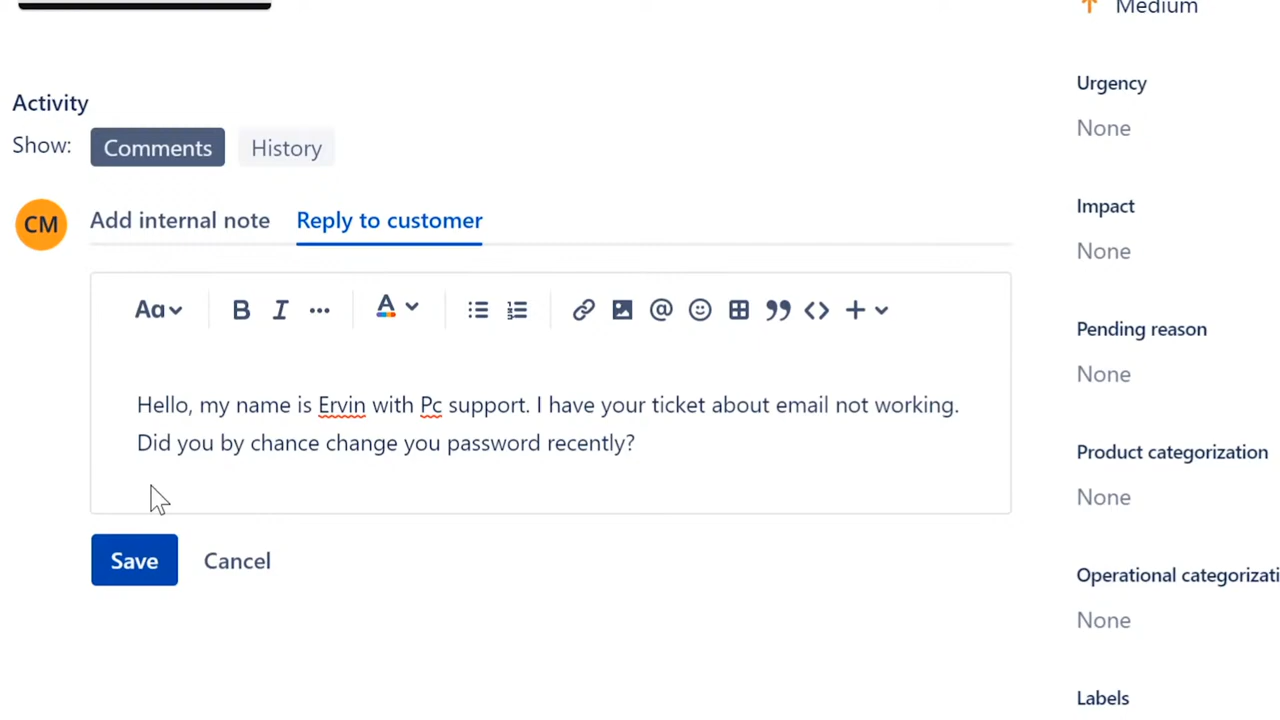 Medium
Activity
Show: Comments History
CM Add internal note Reply to customer
Aa B I ... A @ <> +
Hello, my name is Ervin with Pc support. I have your ticket about email not working.
Did you by chance change you password recently?
Save Cancel
Urgency
None
Impact
None
Pending reason
None
Product categorization
None
Operational categorizati
None
Labels